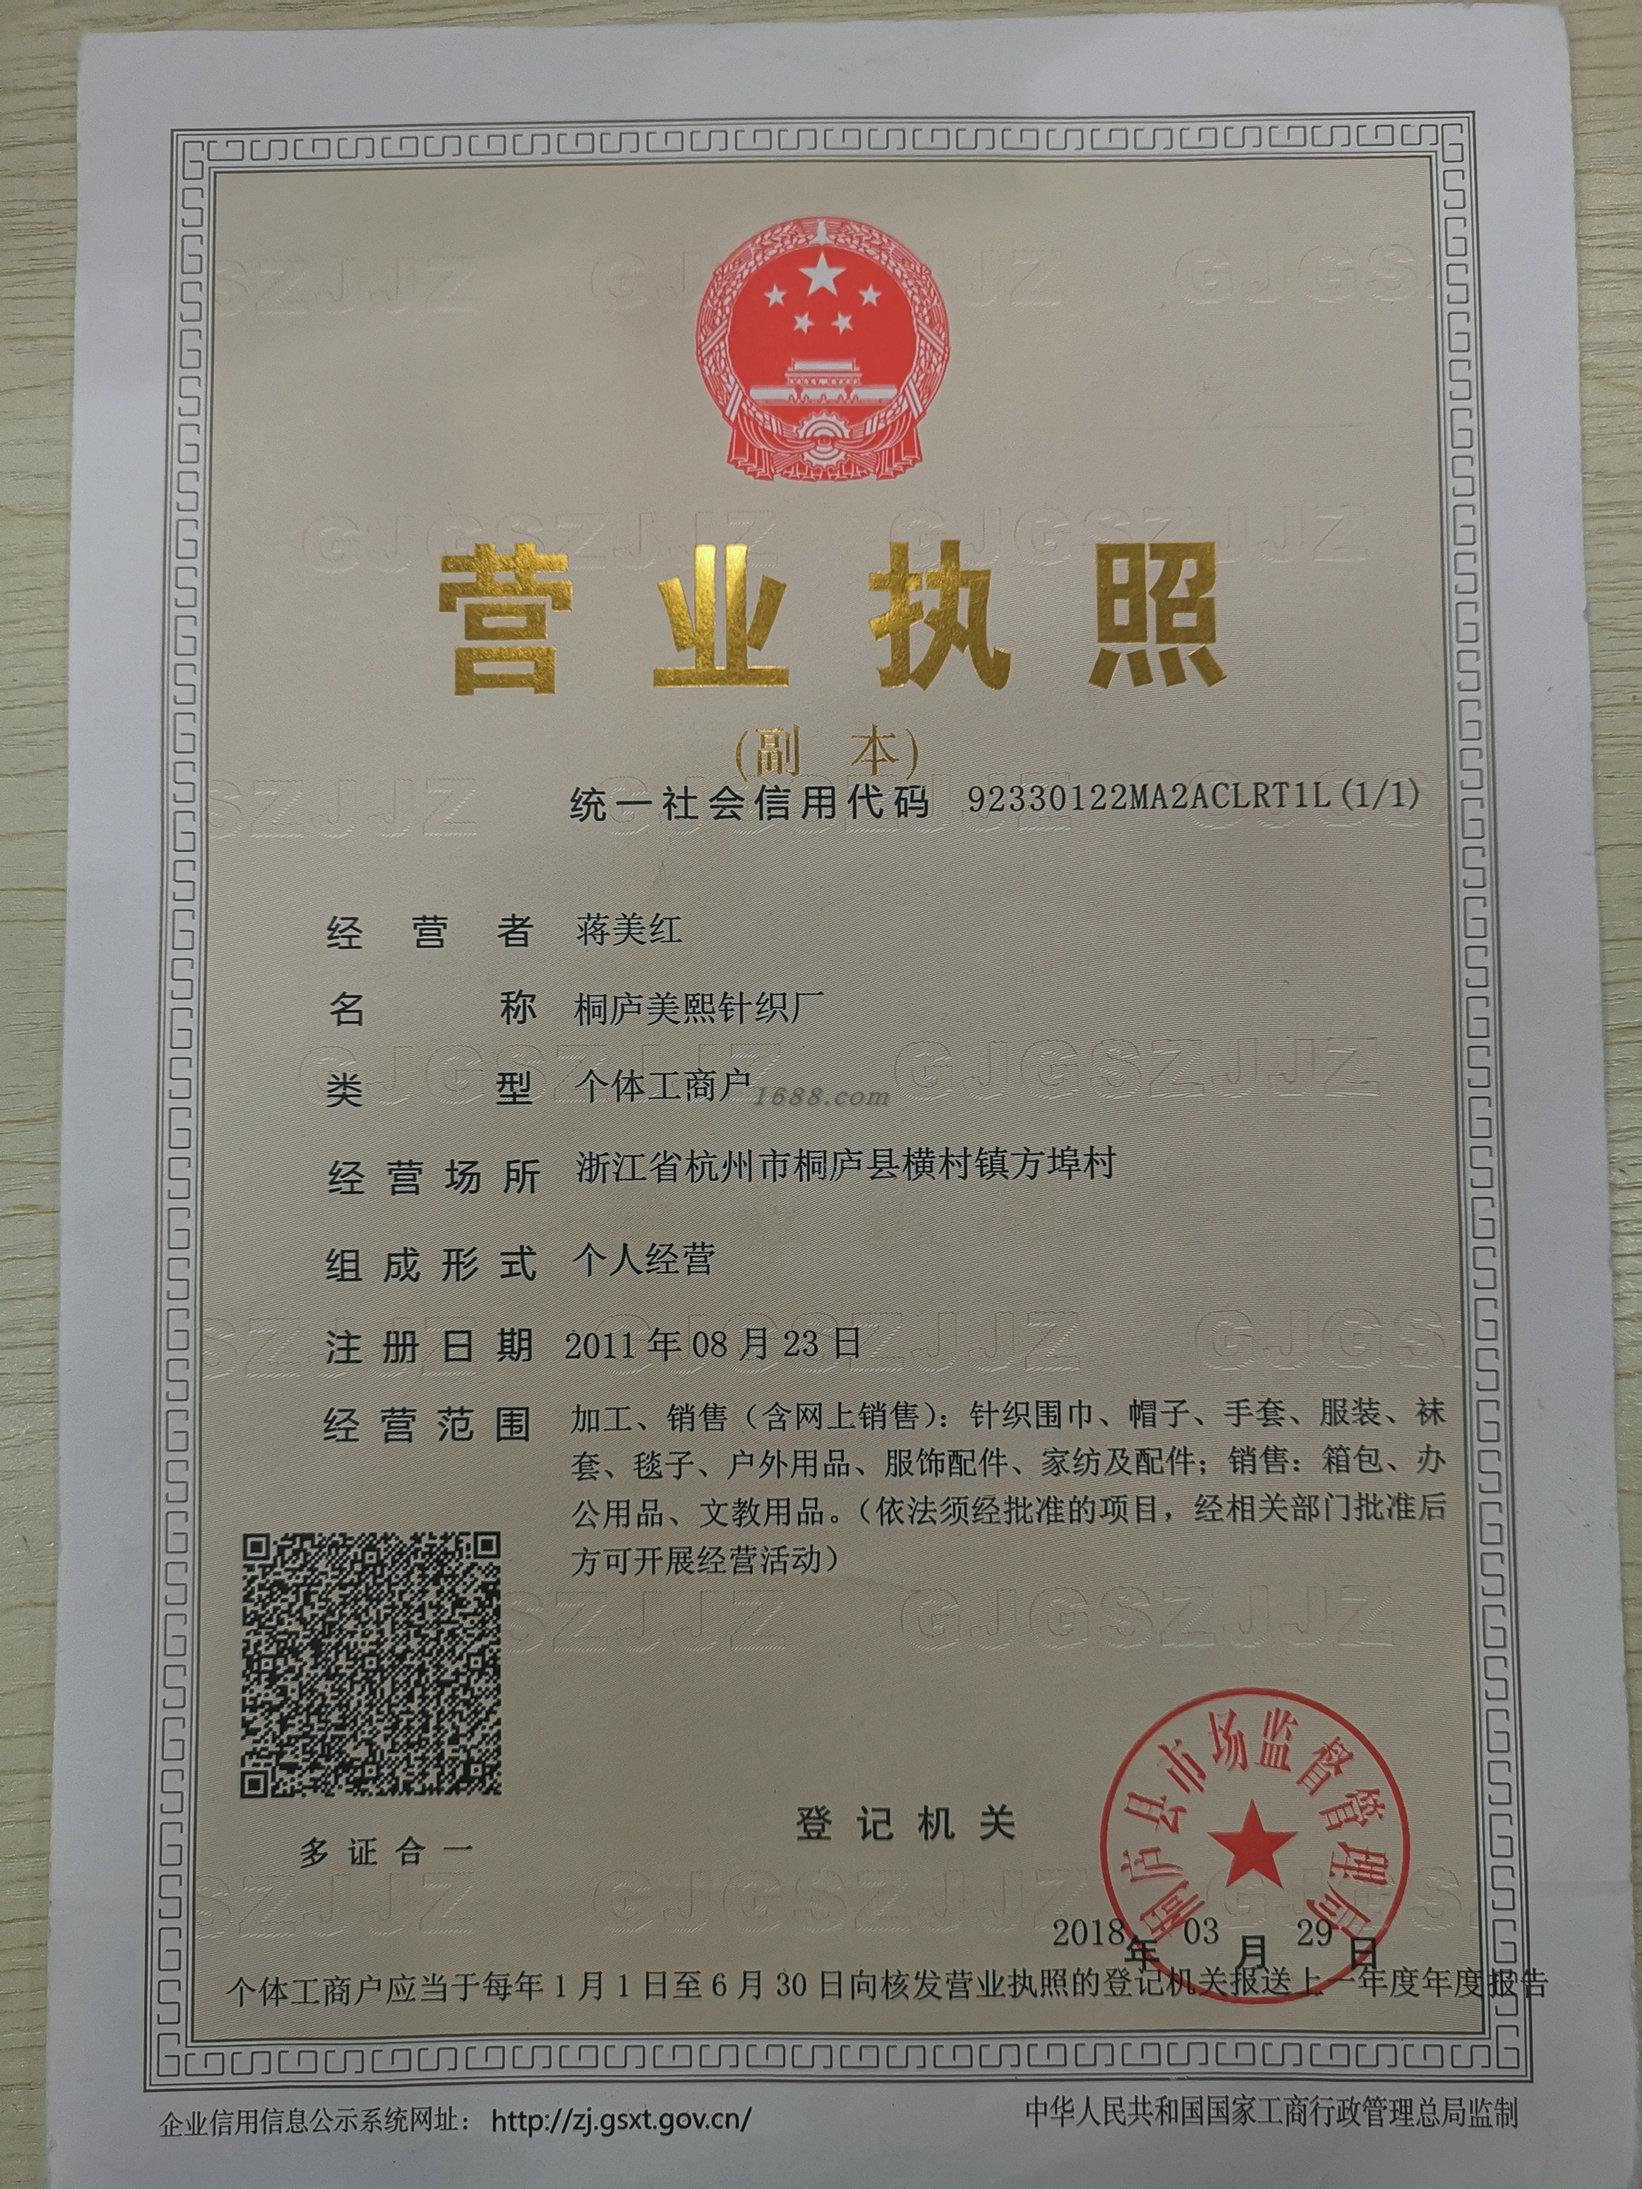 营业执照
(副 本)
统一社会信用代码 92330122MA2ACLRT1L(1/1)
经营者 蒋美红
名称 桐庐美熙针织厂
类型 个体工商户
1688.com
经营场所 浙江省杭州市桐庐县横村镇方埠村
组成形式 个人经营
注册日期 2011年08月23日
经营范围 加工、销售（含网上销售）：针织围巾、帽子、手套、服装、袜
套、毯子、户外用品、服饰配件、家纺及配件；销售：箱包、办
公用品、文教用品。（依法须经批准的项目，经相关部门批准后
方可开展经营活动）
多证合一
登记机关
桐庐县市场监督管理局
2018年03月29日
个体工商户应当于每年1月1日至6月30日向核发营业执照的登记机关报送上一年度年度报告
企业信用信息公示系统网址： http://zj.gsxt.gov.cn/
中华人民共和国国家工商行政管理总局监制
GJGSZJJZ